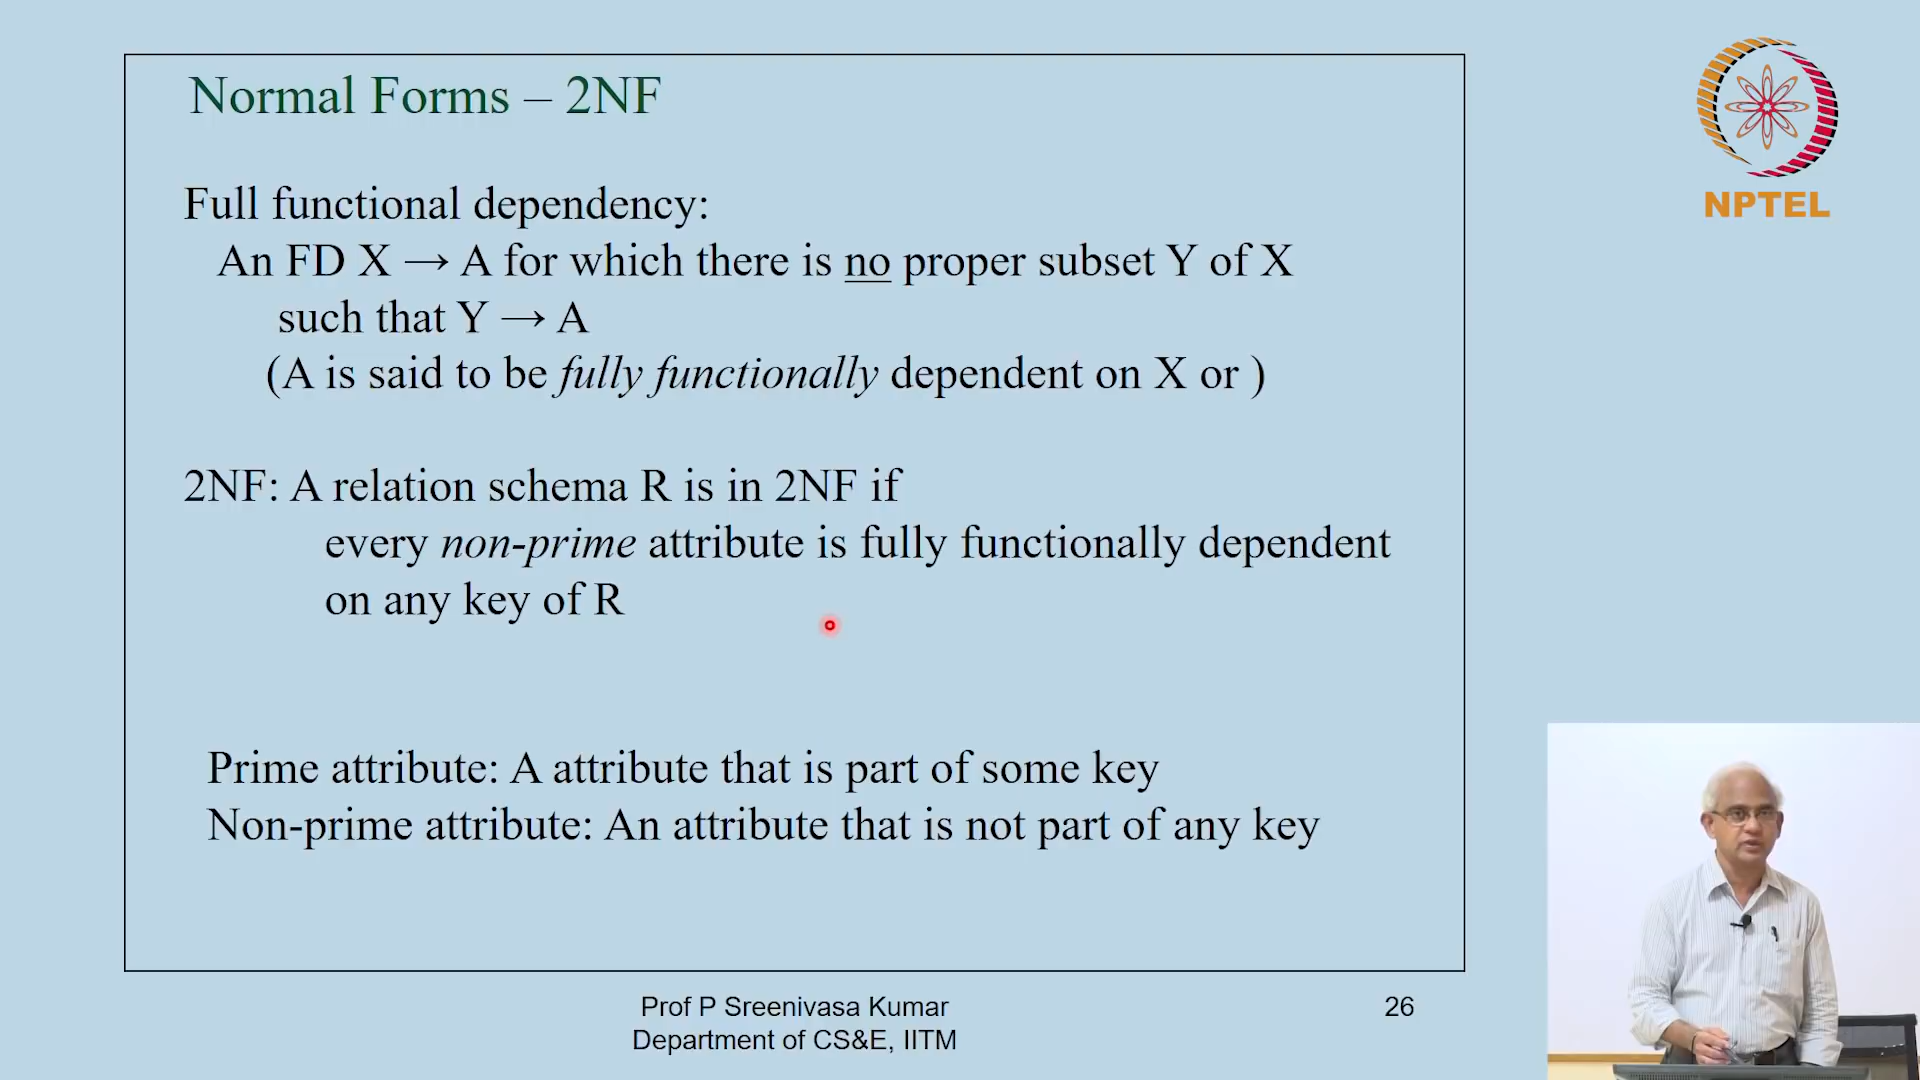 Normal Forms – 2NF
NPTEL
Full functional dependency:
An FD X → A for which there is no proper subset Y of X
such that Y → A
(A is said to be fully functionally dependent on X or )
2NF: A relation schema R is in 2NF if
every non-prime attribute is fully functionally dependent
on any key of R
Prime attribute: A attribute that is part of some key
Non-prime attribute: An attribute that is not part of any key
Prof P Sreenivasa Kumar
Department of CS&E, IITM
26